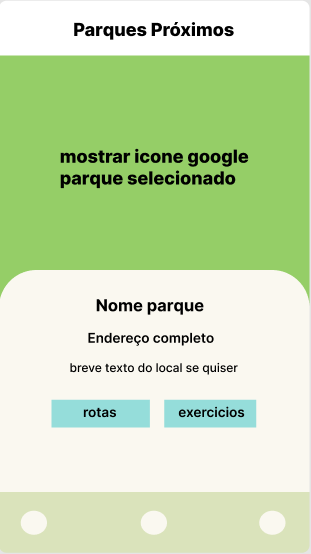 Parques Próximos
mostrar icone google
parque selecionado
Nome parque
Endereço completo
breve texto do local se quiser
rotas
exercicios